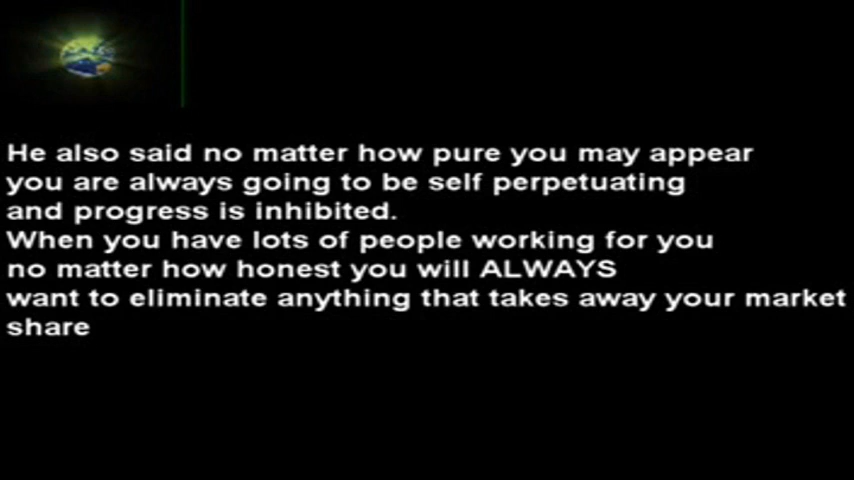 He also said no matter how pure you may appear
you are always going to be self perpetuating
and progress is inhibited.
When you have lots of people working for you
no matter how honest you will ALWAYS
want to eliminate anything that takes away your market
share